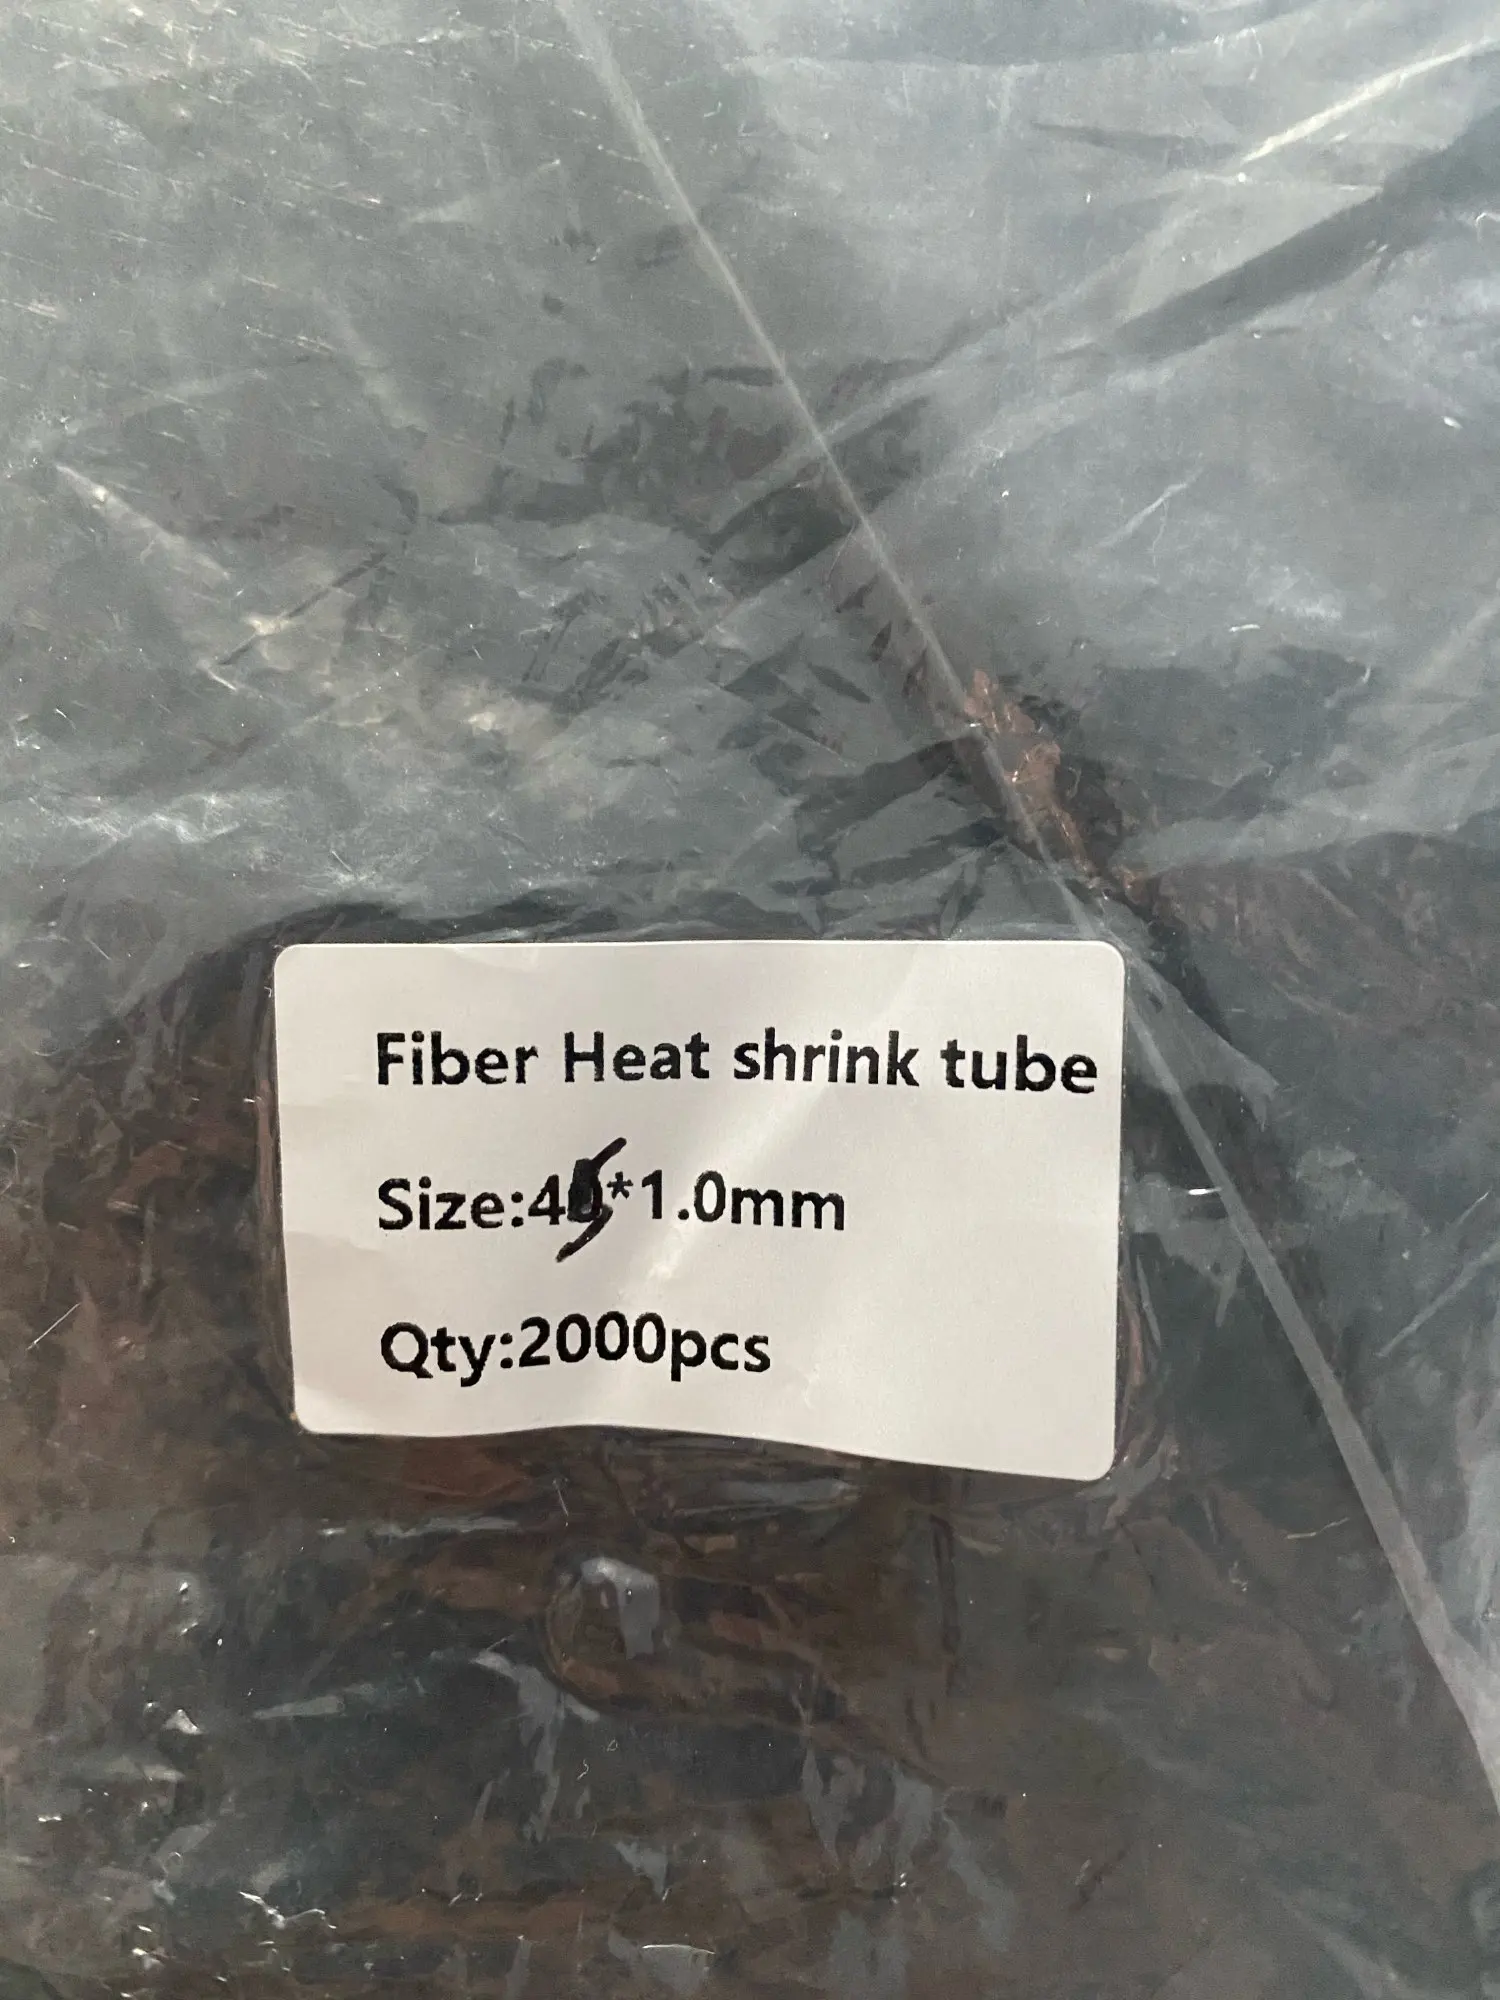 Fiber Heat shrink tube
Size:45*1.0mm
Qty:2000pcs